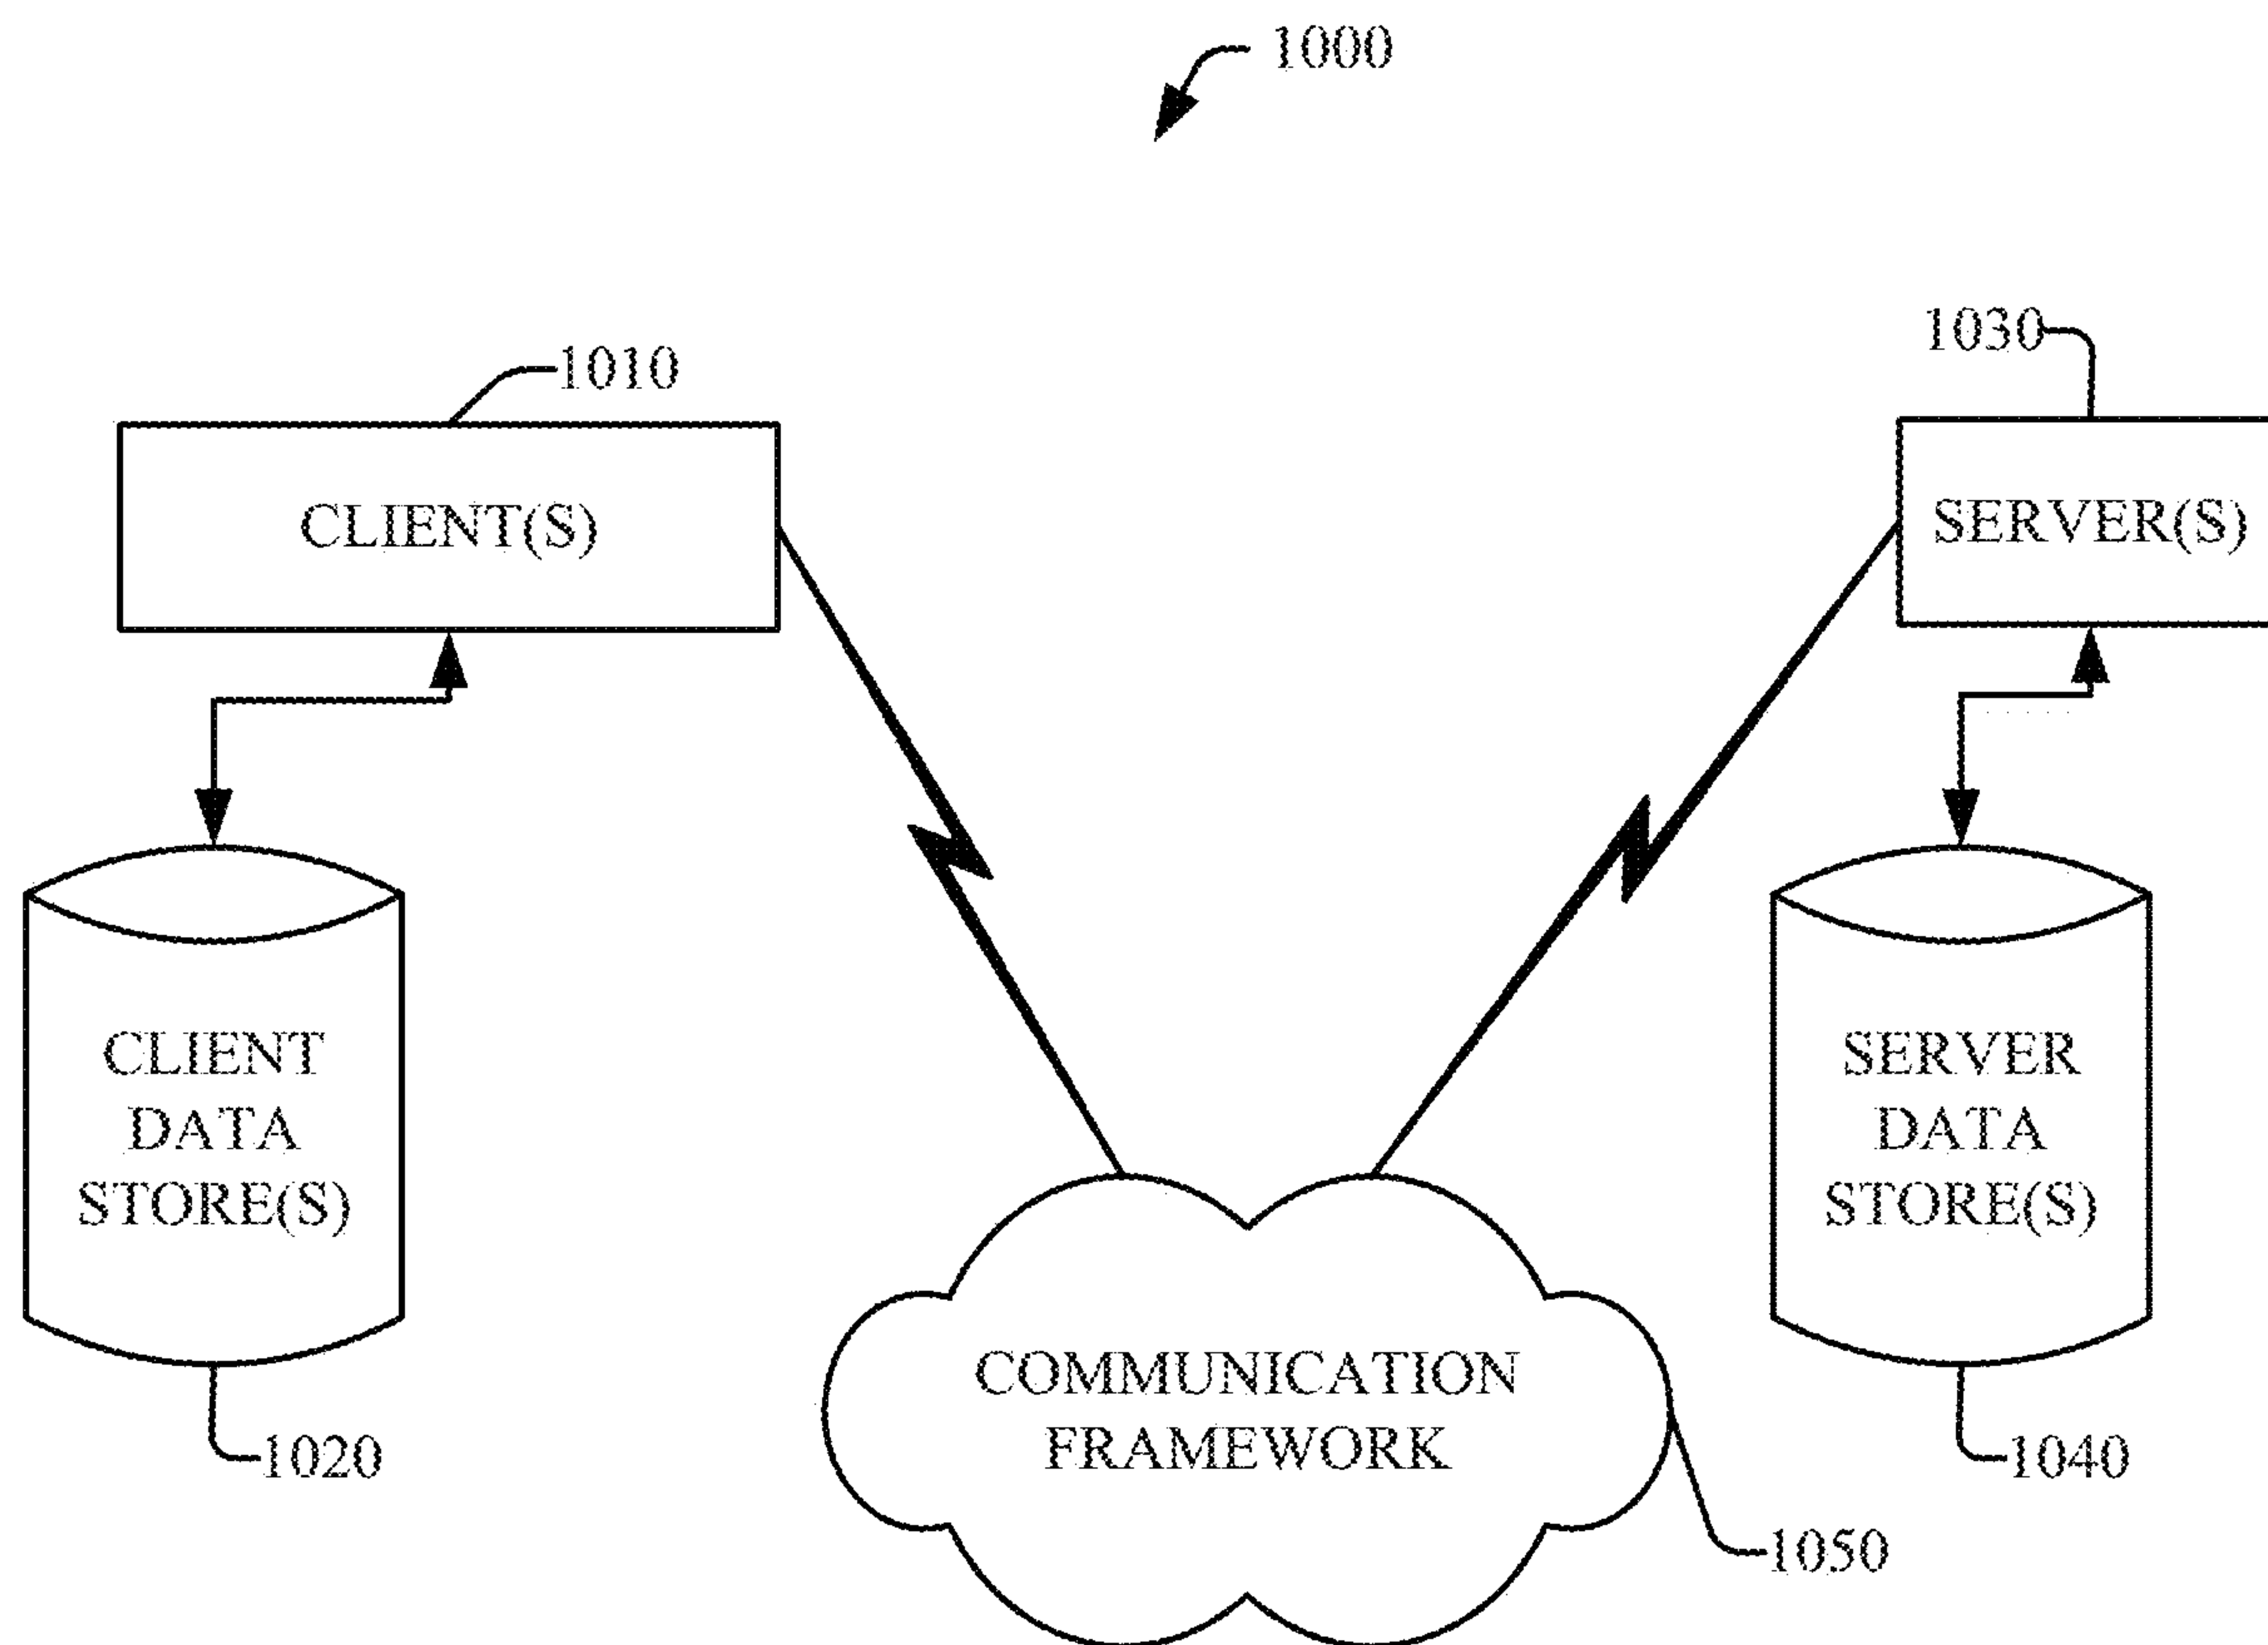 1000
1010
1030
CLIENT(S)
SERVER(S)
CLIENT
DATA
STORE(S)
SERVER
DATA
STORE(S)
COMMUNICATION
FRAMEWORK
1020
1040
1050